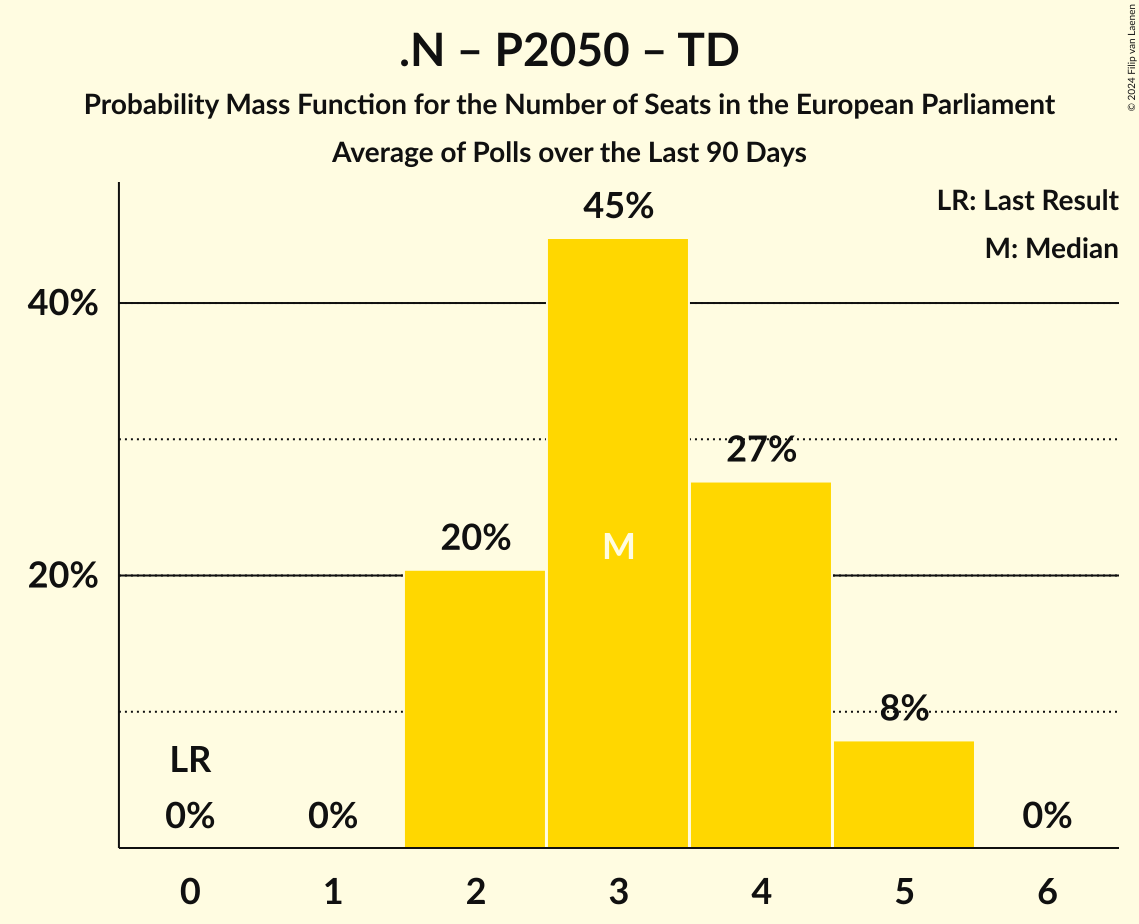 .N – P2050 – TD
Probability Mass Function for the Number of Seats in the European Parliament
Average of Polls over the Last 90 Days
© 2024 Filip van Laenen
LR: Last Result
M: Median
45%
40%
27%
20%
M
20%
8%
LR
0%
0%
0%
0
1
2
3
4
5
6